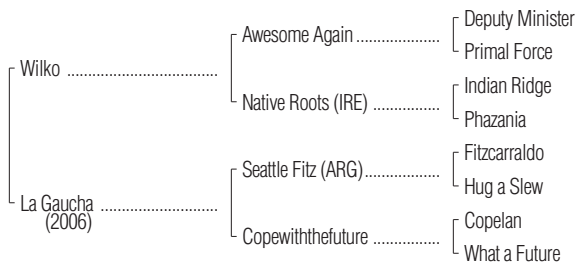 Deputy Minister
Awesome Again ....................
Primal Force
Wilko ....................................
Indian Ridge
Native Roots (IRE) ................
Phazania
Fitzcarraldo
Seattle Fitz (ARG)..................
Hug a Slew
La Gaucha ............................
(2006)
Copelan
Copewiththefuture ................
What a Future